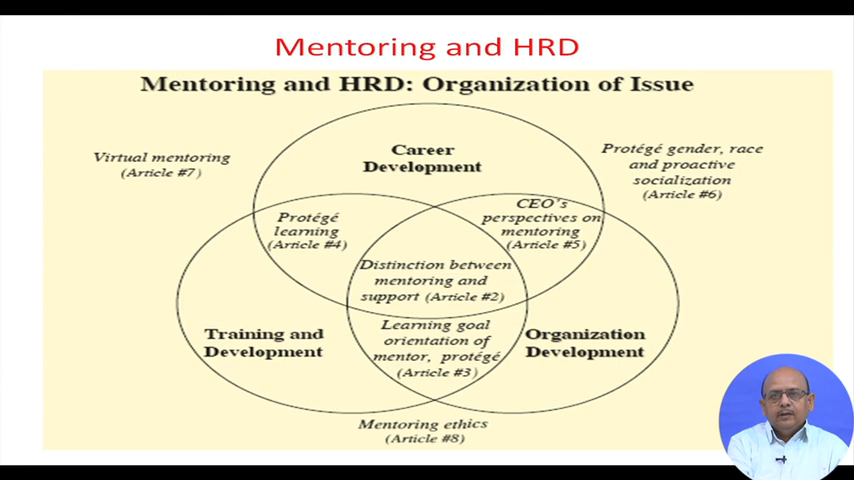 Mentoring and HRD
Mentoring and HRD: Organization of Issue
Career
Development
Virtual mentoring
(Article #7)
Protégé gender, race
and proactive
socialization
(Article #6)
Protégé
learning
(Article #4)
CEO's
perspectives on
mentoring
(Article #5)
Distinction between
mentoring and
support (Article #2)
Training and
Development
Learning goal
orientation of
mentor, protégé
(Article #3)
Organization
Development
Mentoring ethics
(Article #8)